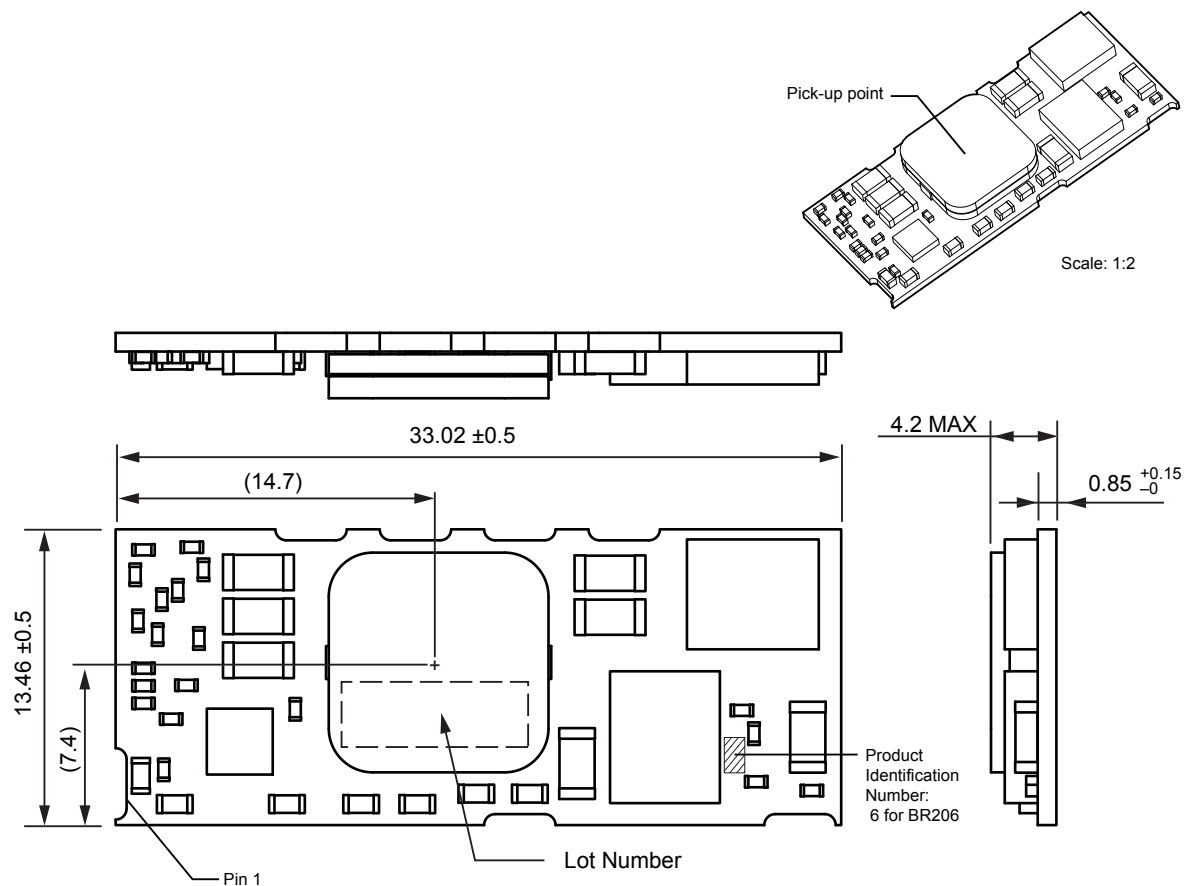 Pick-up point
Scale: 1:2
33.02 ±0.5
(14.7)
13.46 ±0.5
(7.4)
4.2 MAX
0.85 +0.15
–0
Product
Identification
Number:
6 for BR206
Lot Number
Pin 1